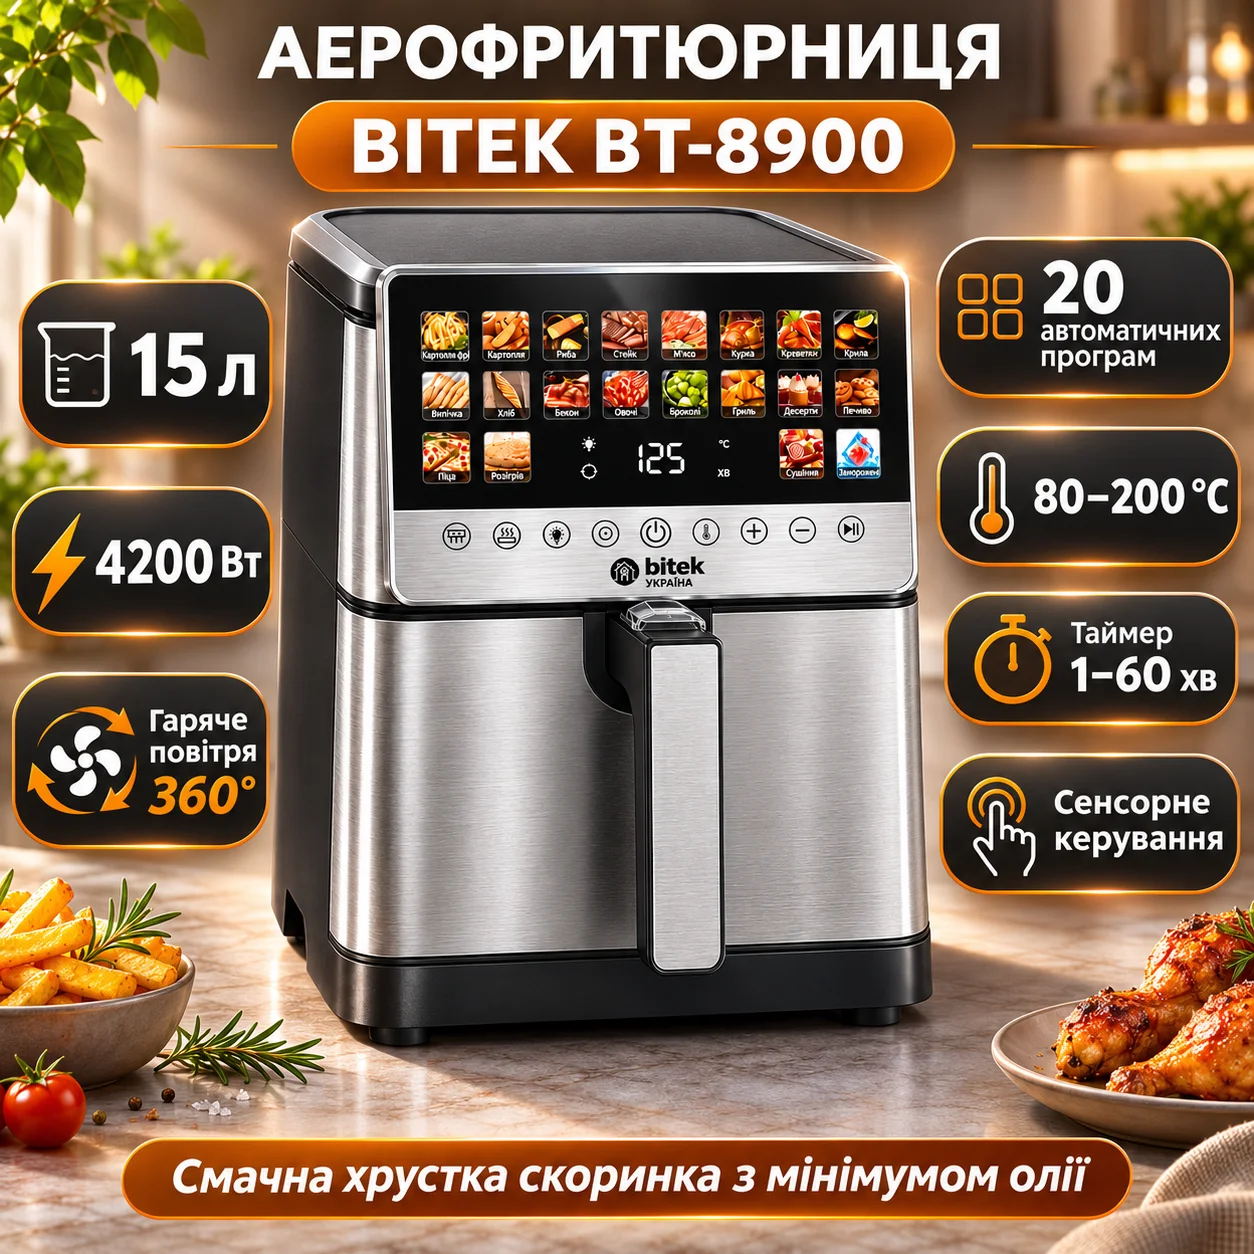 АЕРОФРИТЮРНИЦЯ
BITEK BT-8900
15 л
4200 Вт
Гаряче
повітря
360°
20
автоматичних
програм
80–200 °C
Таймер
1–60 хв
Сенсорне
керування
Картопля фрі
Картопля
Риба
Стейк
М'ясо
Курка
Креветки
Крила
Випічка
Хліб
Бекон
Овочі
Броколі
Гриль
Десерти
Печиво
Піца
Розігрів
125
°C
ХВ
Сушіння
bitek
УКРАЇНА
Смачна хрустка скоринка з мінімумом олії